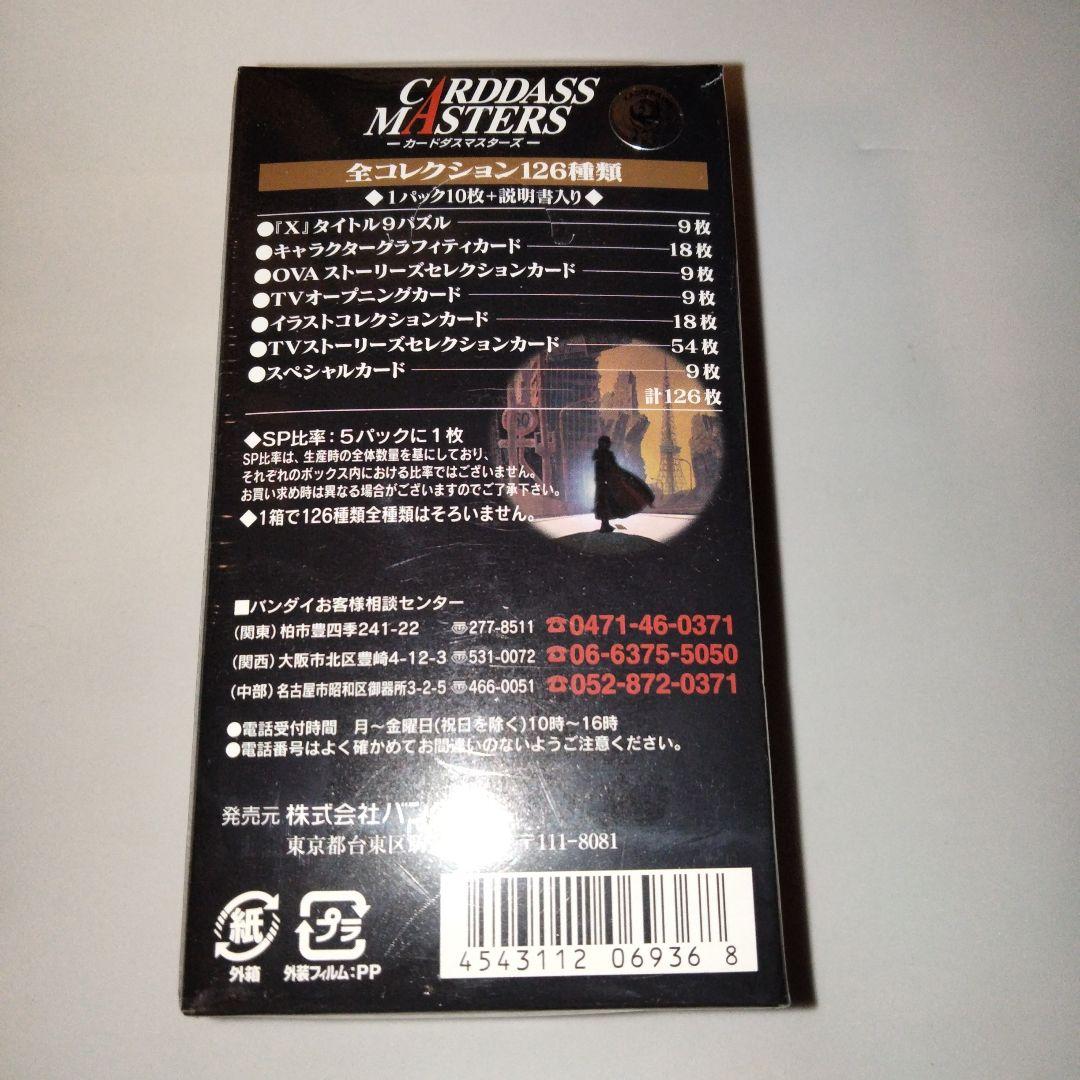 CARDDASS
MASTERS
ー カードダスマスターズ ー
全コレクション126種類
◆1パック10枚+説明書入り◆
●『X』タイトル9パズル 9枚
●キャラクターグラフィティカード 18枚
●OVAストーリーズセレクションカード 9枚
●TVオープニングカード 9枚
●イラストコレクションカード 18枚
●TVストーリーズセレクションカード 54枚
●スペシャルカード 9枚
計126枚
◆SP比率:5パックに1枚
SP比率は、生産時の全体数量を基にしており、
それぞれのボックス内における比率ではございません。
お買い求め時は異なる場合がございますのでご了承下さい。
◆1箱で126種類全種類はそろいません。
■バンダイお客様相談センター
(関東)柏市豊四季241-22 〒277-8511 ☎0471-46-0371
(関西)大阪市北区豊崎4-12-3 〒531-0072 ☎06-6375-5050
(中部)名古屋市昭和区御器所3-2-5 〒466-0051 ☎052-872-0371
●電話受付時間 月~金曜日(祝日を除く)10時~16時
●電話番号はよく確かめてお間違いのないようご注意ください。
発売元 株式会社バン
東京都台東区 〒111-8081
紙
外箱
プラ
外装フィルム:PP
4543112 06936 8